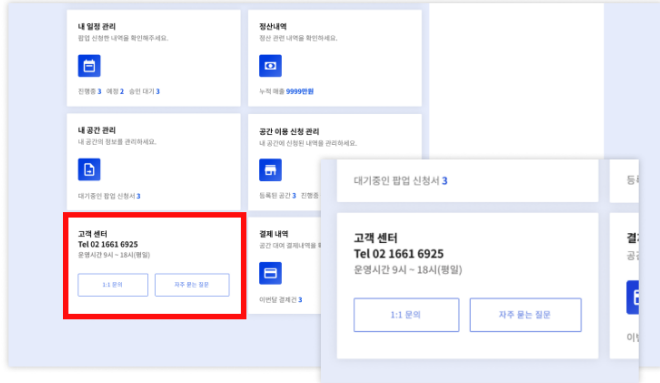 내 일정 관리
팝업 신청한 내역을 확인해주세요.
진행중 3 예정 2 승인 대기 3
정산내역
정산 관련 내역을 확인하세요.
누적 매출 9999만원
내 공간 관리
내 공간의 정보를 관리하세요.
대기중인 팝업 신청서 3
공간 이용 신청 관리
내 공간에 신청된 내역을 관리하세요.
등록된 공간 3 진행중
고객 센터
Tel 02 1661 6925
운영시간 9시 ~ 18시(평일)
1:1 문의
자주 묻는 질문
결제 내역
공간 대여 결제내역을
이번달 결제건 3
대기중인 팝업 신청서 3
고객 센터
Tel 02 1661 6925
운영시간 9시 ~ 18시(평일)
1:1 문의
자주 묻는 질문